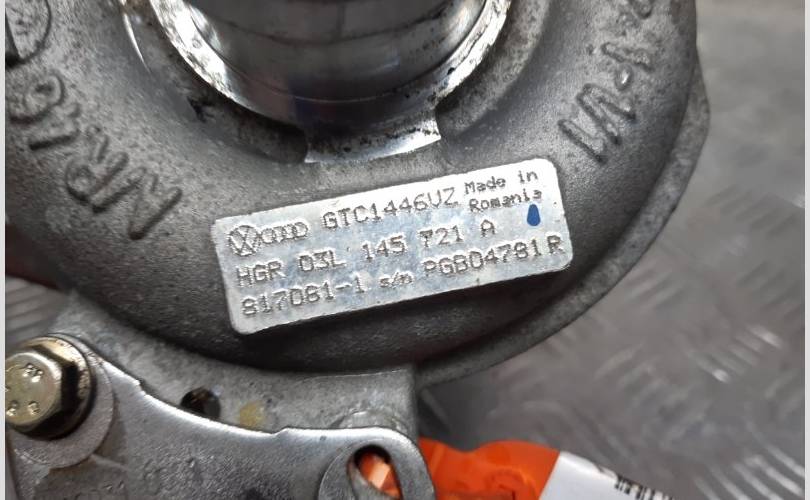 GTC1446VZ Made in
Romania
HGR 03L 145 721 A
817081-1 s/n PGB04781R